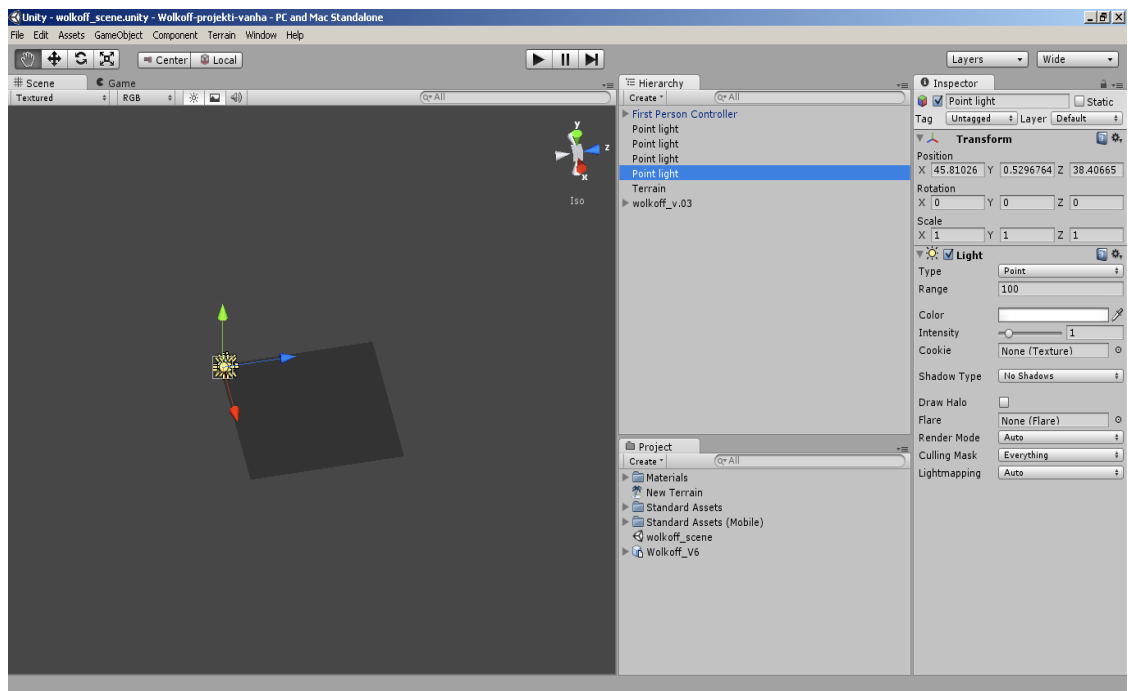 Unity - wolkoff_scene.unity - Wolkoff-projekti-vanha - PC and Mac Standalone
File Edit Assets GameObject Component Terrain Window Help
Center Local
Layers Wide
Scene Game
Textured RGB All
y
z
x
Iso
Hierarchy
Create All
First Person Controller
Point light
Point light
Point light
Point light
Terrain
wolkoff_v.03
Project
Create All
Materials
New Terrain
Standard Assets
Standard Assets (Mobile)
wolkoff_scene
Wolkoff_V6
Inspector
Point light Static
Tag Untagged Layer Default
Transform
Position
X 45.81026 Y 0.5296764 Z 38.40665
Rotation
X 0 Y 0 Z 0
Scale
X 1 Y 1 Z 1
Light
Type Point
Range 100
Color
Intensity 1
Cookie None (Texture)
Shadow Type No Shadows
Draw Halo
Flare None (Flare)
Render Mode Auto
Culling Mask Everything
Lightmapping Auto